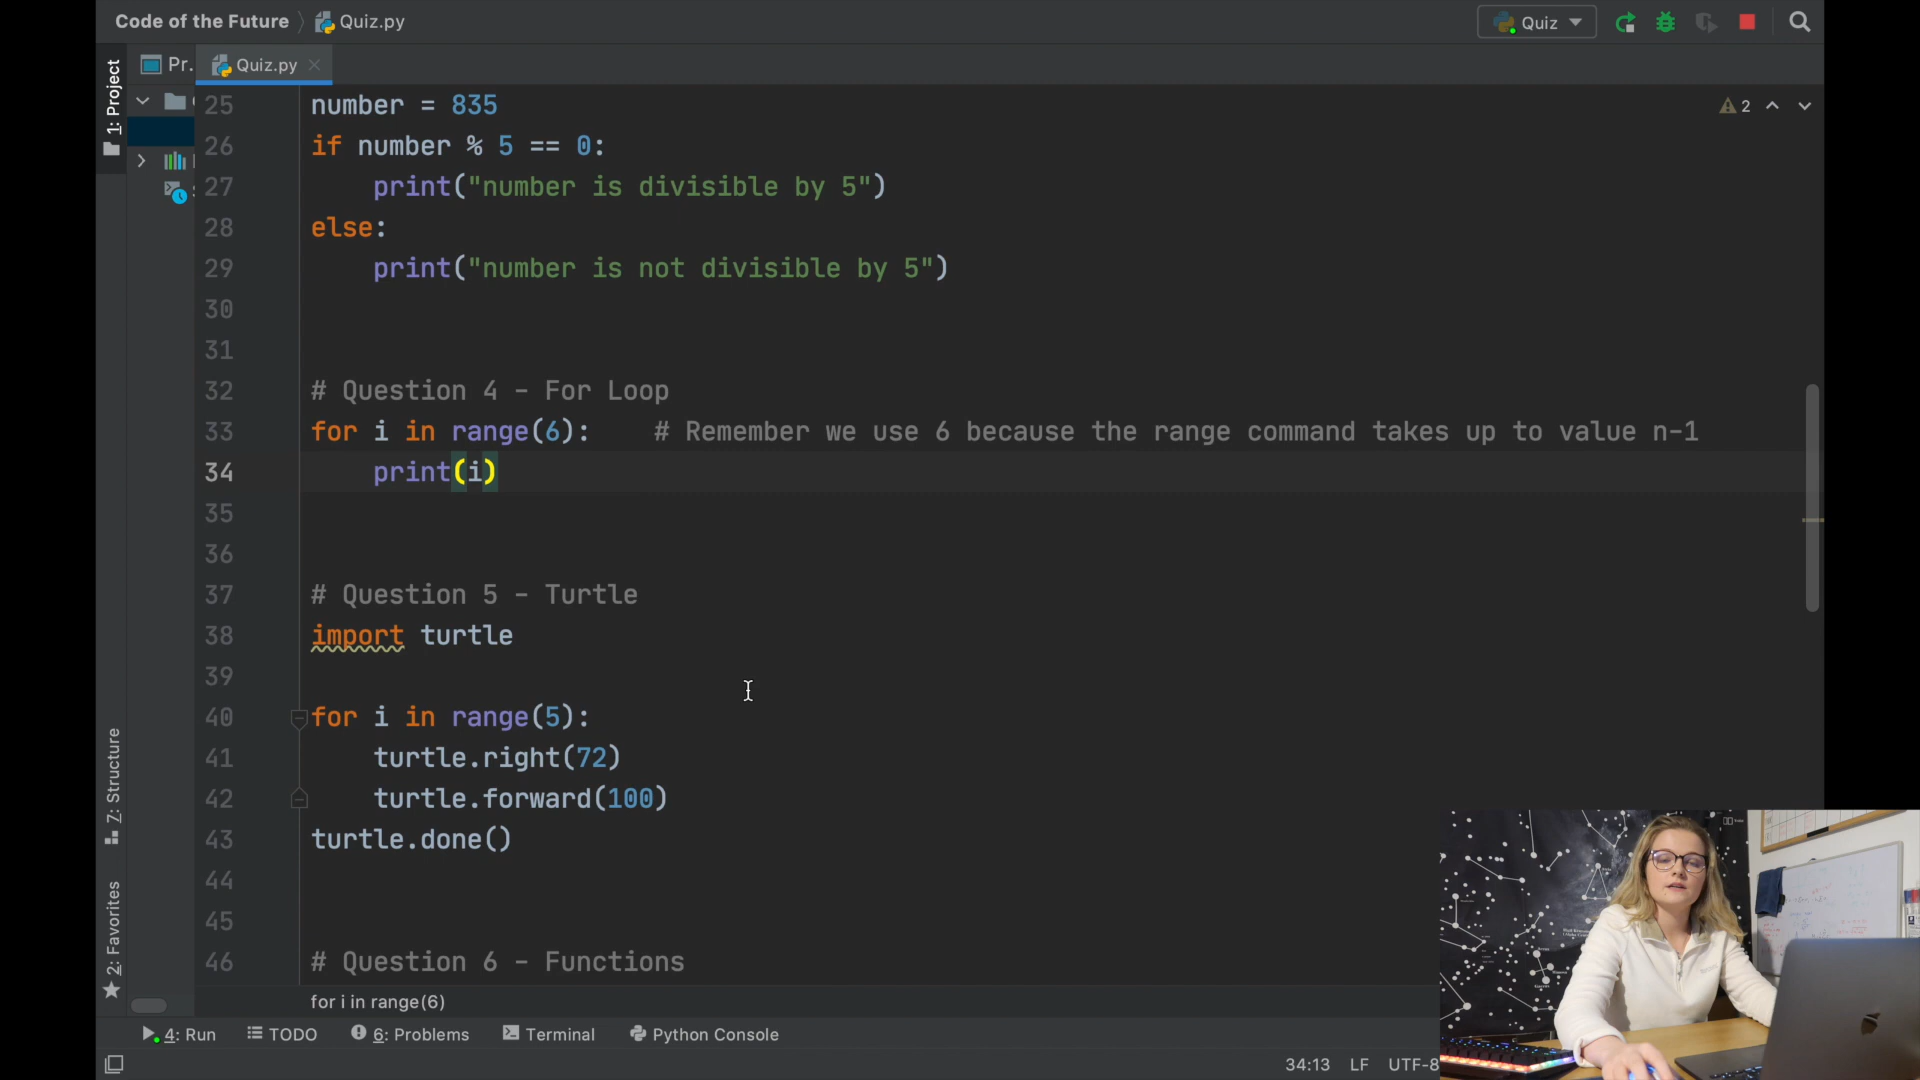 Code of the Future
Quiz.py
Quiz
1: Project
Pr.
Quiz.py
2
25 number = 835
26 if number % 5 == 0:
27 print("number is divisible by 5")
28 else:
29 print("number is not divisible by 5")
30
31
32 # Question 4 - For Loop
33 for i in range(6): # Remember we use 6 because the range command takes up to value n-1
34 print(i)
35
36
37 # Question 5 - Turtle
38 import turtle
39
40 for i in range(5):
41 turtle.right(72)
42 turtle.forward(100)
43 turtle.done()
44
45
46 # Question 6 - Functions
7: Structure
2: Favorites
for i in range(6)
4: Run
TODO
6: Problems
Terminal
Python Console
34:13 LF UTF-8